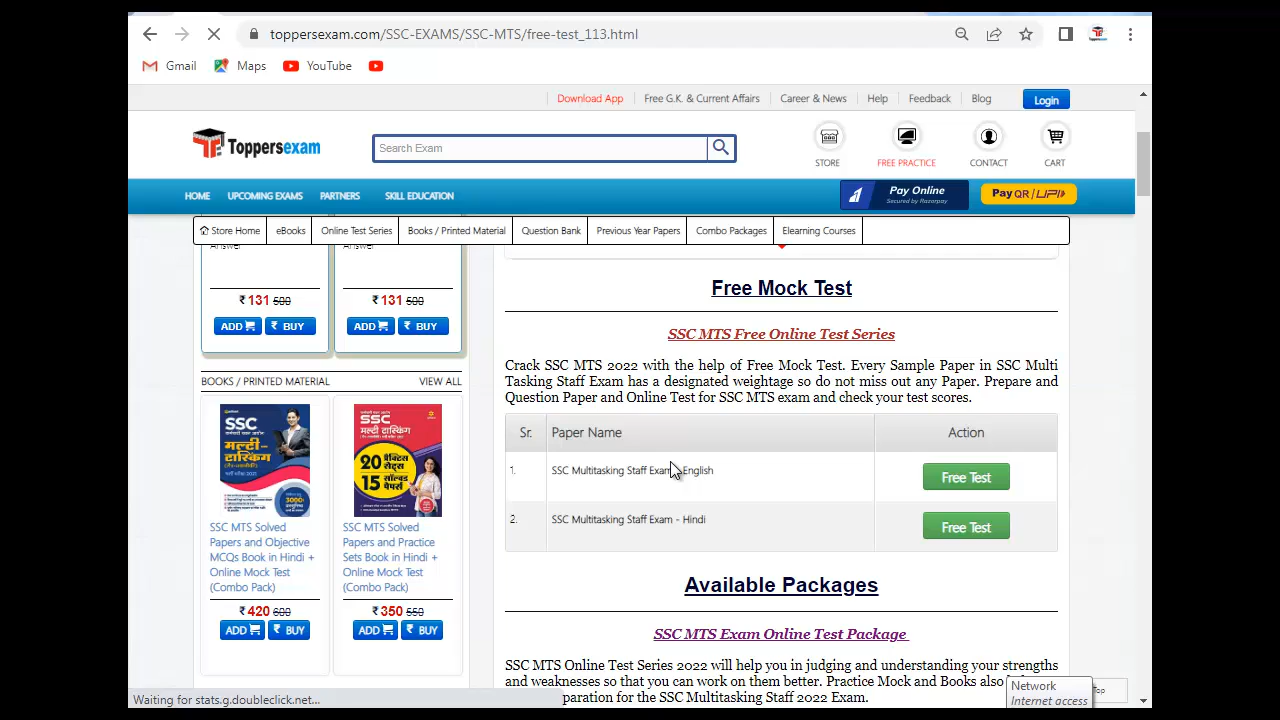 toppersexam.com/SSC-EXAMS/SSC-MTS/free-test_113.html
Gmail Maps YouTube
Download App Free G.K. & Current Affairs Career & News Help Feedback Blog Login
Toppersexam
Search Exam
STORE FREE PRACTICE CONTACT CART
HOME UPCOMING EXAMS PARTNERS SKILL EDUCATION
Pay Online
Secured by Razorpay
Pay QR / UPI
Store Home eBooks Online Test Series Books / Printed Material Question Bank Previous Year Papers Combo Packages Elearning Courses
Answer
₹ 131 500 ₹ 131 500
ADD ₹ BUY ADD ₹ BUY
BOOKS / PRINTED MATERIAL VIEW ALL
SSC
मल्टी-
टास्किंग
SSC
मल्टी टास्किंग
20 प्रैक्टिस
सेट्स
15 सॉल्वड
पेपर्स
SSC MTS Solved
Papers and Objective
MCQs Book in Hindi +
Online Mock Test
(Combo Pack)
₹ 420 600
ADD ₹ BUY
SSC MTS Solved
Papers and Practice
Sets Book in Hindi +
Online Mock Test
(Combo Pack)
₹ 350 550
ADD ₹ BUY
Free Mock Test
SSC MTS Free Online Test Series
Crack SSC MTS 2022 with the help of Free Mock Test. Every Sample Paper in SSC Multi
Tasking Staff Exam has a designated weightage so do not miss out any Paper. Prepare and
Question Paper and Online Test for SSC MTS exam and check your test scores.
Sr. Paper Name Action
1. SSC Multitasking Staff Exam English Free Test
2. SSC Multitasking Staff Exam - Hindi Free Test
Available Packages
SSC MTS Exam Online Test Package
SSC MTS Online Test Series 2022 will help you in judging and understanding your strengths
and weaknesses so that you can work on them better. Practice Mock and Books also
paration for the SSC Multitasking Staff 2022 Exam.
Waiting for stats.g.doubleclick.net...
Network
Internet access
Top